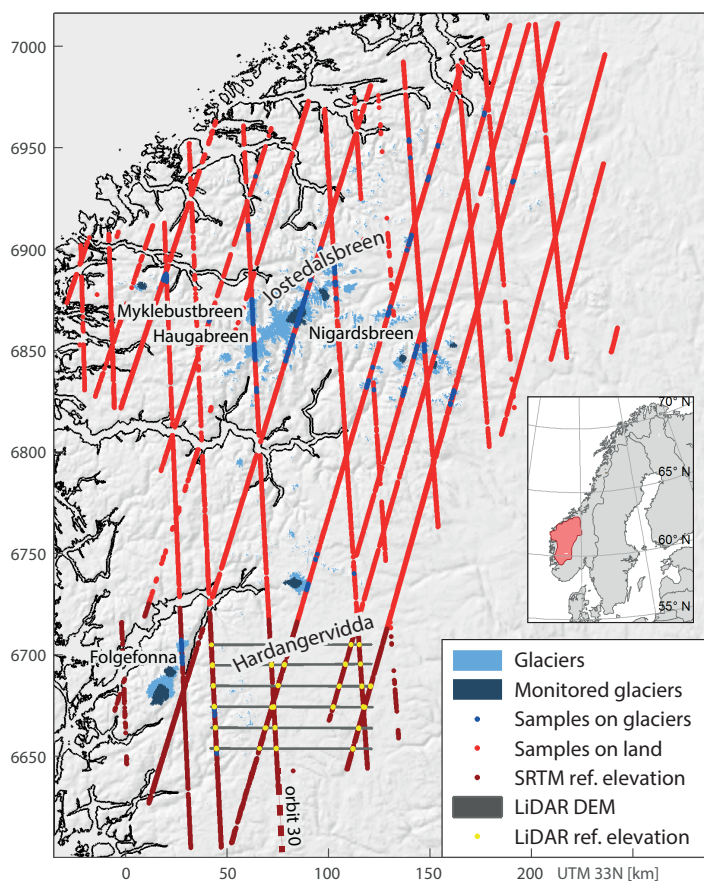 7000
6950
6900
6850
6800
6750
6700
6650
Jostedalsbreen
Myklebustbreen
Haugabreen
Nigardsbreen
70° N
65° N
60° N
55° N
Hardangervidda
Folgefonna
orbit 30
Glaciers
Monitored glaciers
Samples on glaciers
Samples on land
SRTM ref. elevation
LiDAR DEM
LiDAR ref. elevation
0 50 100 150 200 UTM 33N [km]